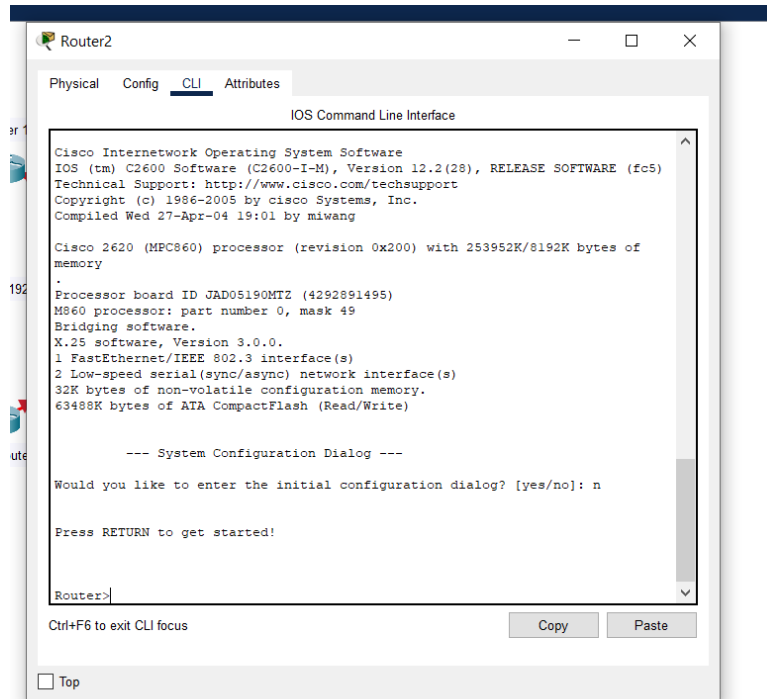 Router2
Physical Config CLI Attributes
IOS Command Line Interface
er 1
Cisco Internetwork Operating System Software
IOS (tm) C2600 Software (C2600-I-M), Version 12.2(28), RELEASE SOFTWARE (fc5)
Technical Support: http://www.cisco.com/techsupport
Copyright (c) 1986-2005 by cisco Systems, Inc.
Compiled Wed 27-Apr-04 19:01 by miwang
Cisco 2620 (MPC860) processor (revision 0x200) with 253952K/8192K bytes of
memory
.
192
Processor board ID JAD05190MTZ (4292891495)
M860 processor: part number 0, mask 49
Bridging software.
X.25 software, Version 3.0.0.
1 FastEthernet/IEEE 802.3 interface(s)
2 Low-speed serial(sync/async) network interface(s)
32K bytes of non-volatile configuration memory.
63488K bytes of ATA CompactFlash (Read/Write)
--- System Configuration Dialog ---
oute
Would you like to enter the initial configuration dialog? [yes/no]: n
Press RETURN to get started!
Router>
Ctrl+F6 to exit CLI focus
Copy Paste
Top